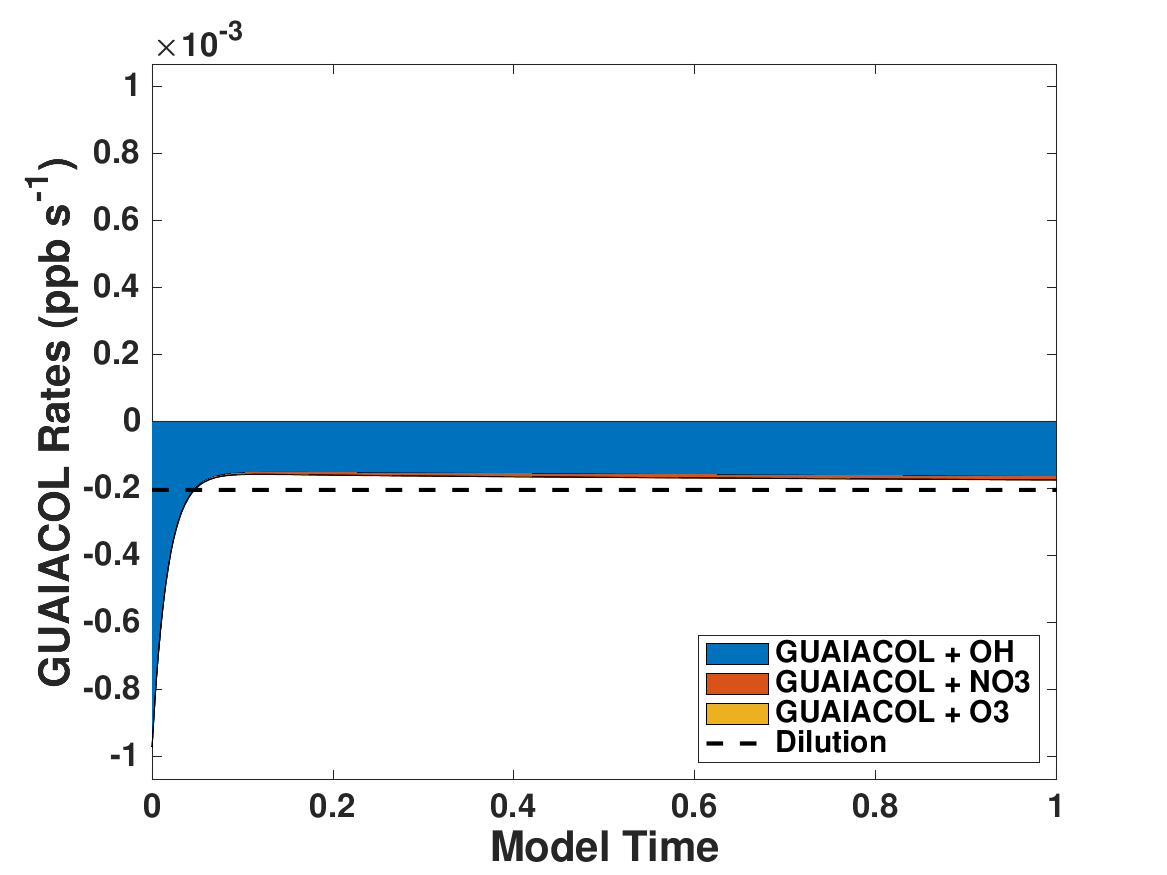 ×10-3
1
0.8
0.6
0.4
0.2
0
-0.2
-0.4
-0.6
-0.8
-1
GUAIACOL Rates (ppb s-1)
GUAIACOL + OH
GUAIACOL + NO3
GUAIACOL + O3
Dilution
0 0.2 0.4 0.6 0.8 1
Model Time